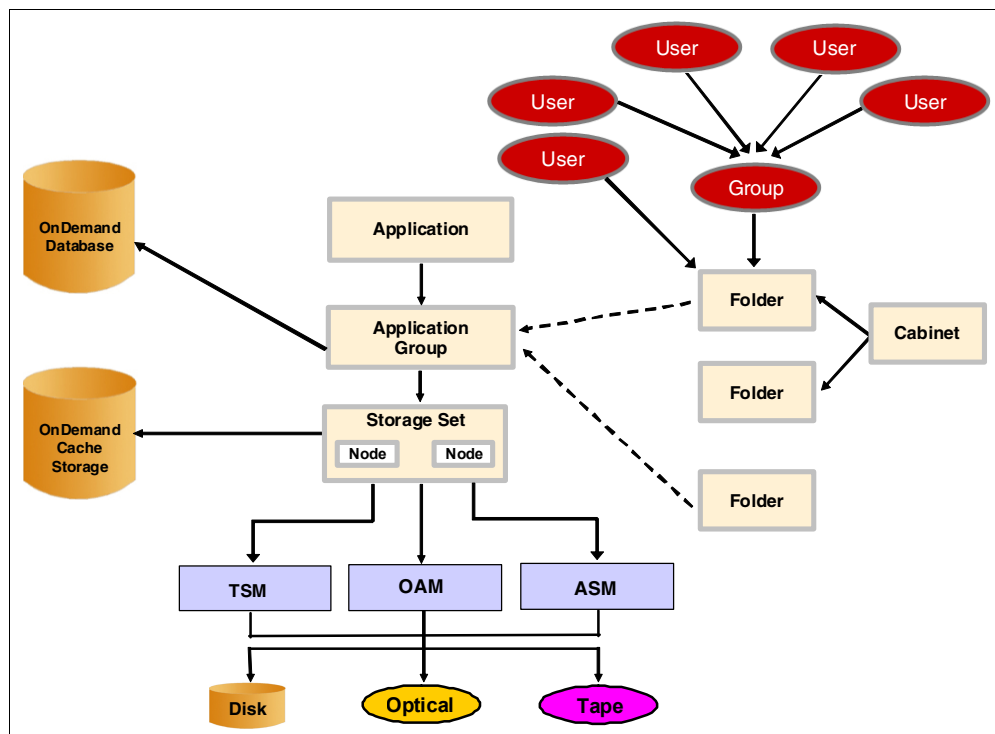 User
User
User
User
User
Group
OnDemand
Database
Application
Folder
Application
Group
Cabinet
Folder
OnDemand
Cache
Storage
Storage Set
Node
Node
Folder
TSM
OAM
ASM
Disk
Optical
Tape